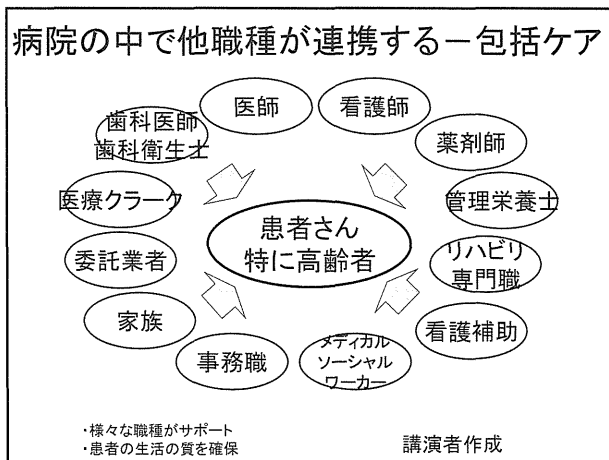 病院の中で他職種が連携する－包括ケア
医師
看護師
歯科医師
歯科衛生士
薬剤師
医療クラーク
管理栄養士
患者さん
特に高齢者
委託業者
リハビリ
専門職
家族
看護補助
事務職
メディカル
ソーシャル
ワーカー
・様々な職種がサポート
・患者の生活の質を確保
講演者作成